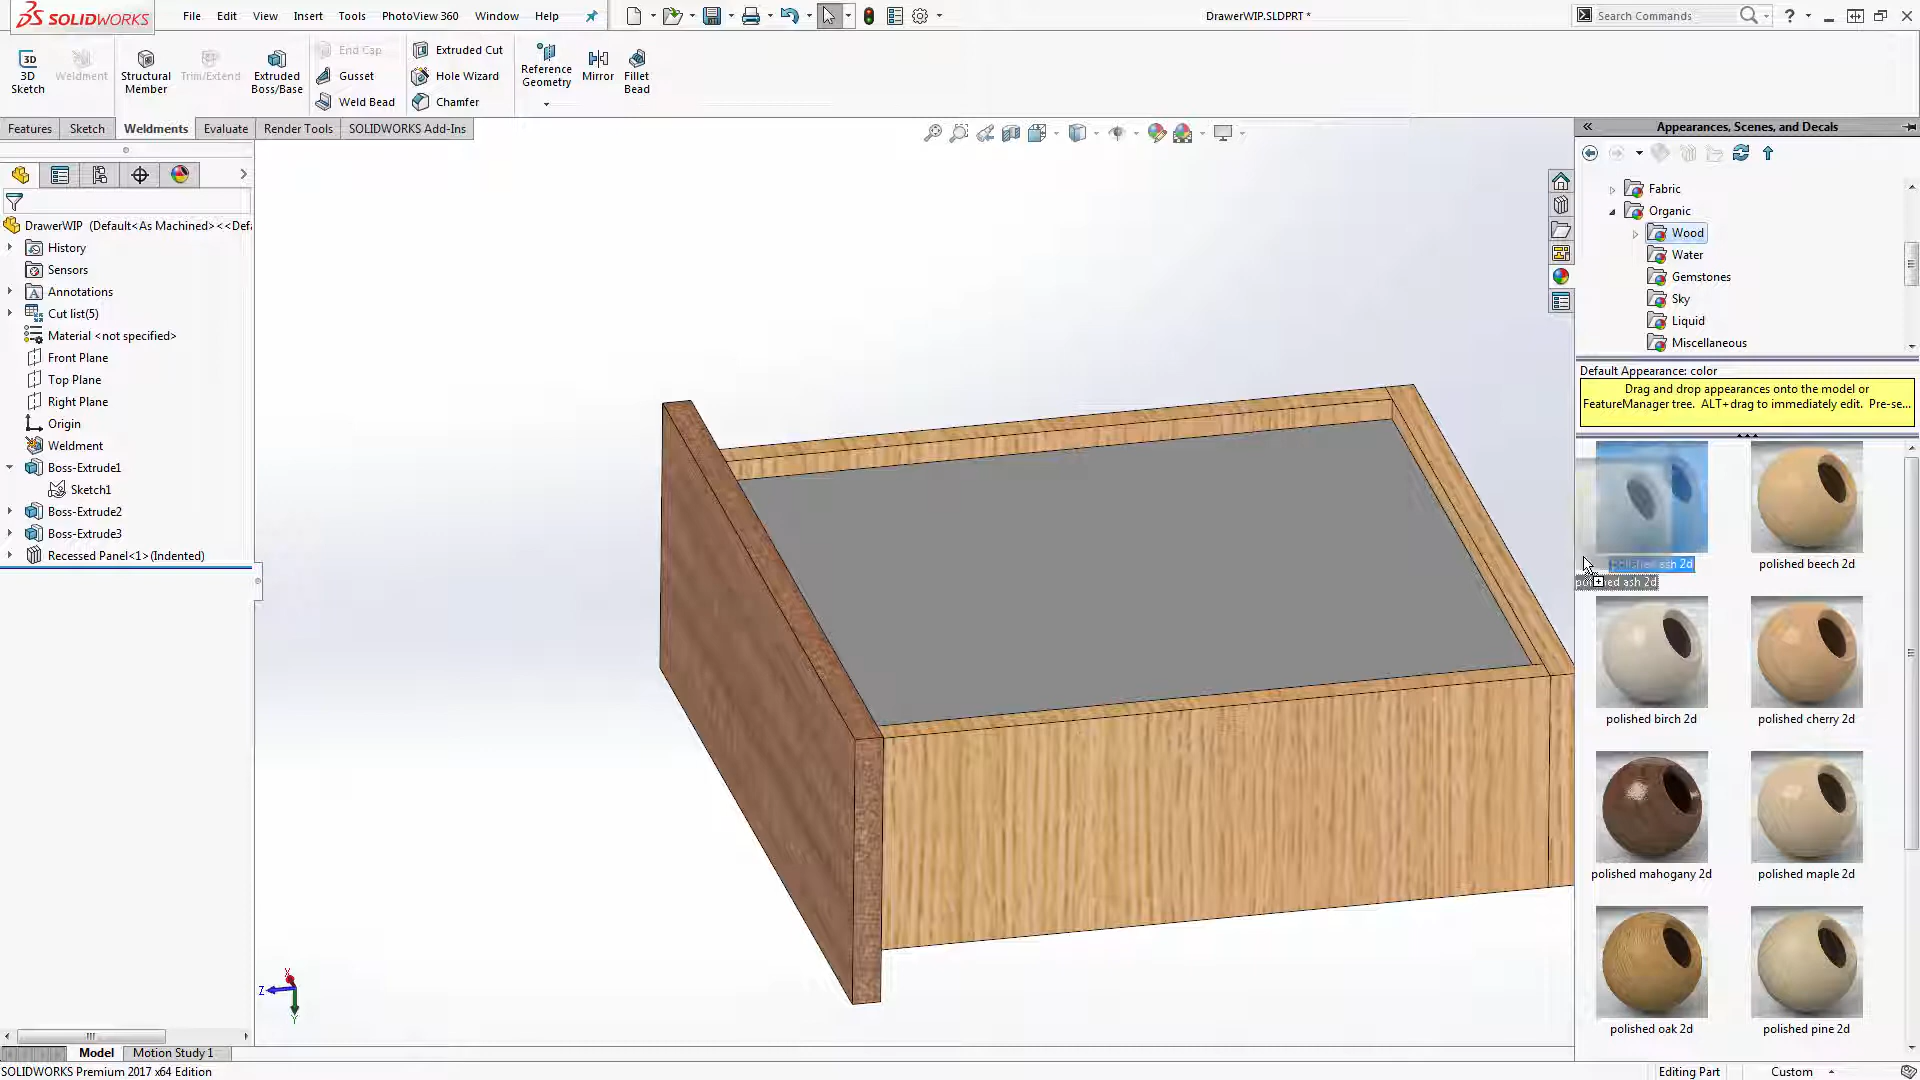 SOLIDWORKS
File Edit View Insert Tools PhotoView 360 Window Help
DrawerWIP.SLDPRT *
Search Commands
3D Sketch
Weldment
Structural Member
Trim/Extend
Extruded Boss/Base
End Cap
Gusset
Weld Bead
Extruded Cut
Hole Wizard
Chamfer
Reference Geometry
Mirror
Fillet Bead
Features Sketch Weldments Evaluate Render Tools SOLIDWORKS Add-Ins
DrawerWIP (Default<As Machined><<Defa
History
Sensors
Annotations
Cut list(5)
Material <not specified>
Front Plane
Top Plane
Right Plane
Origin
Weldment
Boss-Extrude1
Sketch1
Boss-Extrude2
Boss-Extrude3
Recessed Panel<1>(Indented)
Z
X
Y
Appearances, Scenes, and Decals
Fabric
Organic
Wood
Water
Gemstones
Sky
Liquid
Miscellaneous
Default Appearance: color
Drag and drop appearances onto the model or
FeatureManager tree. ALT+drag to immediately edit. Pre-se...
polished ash 2d
polished beech 2d
polished ash 2d
polished birch 2d
polished cherry 2d
polished mahogany 2d
polished maple 2d
polished oak 2d
polished pine 2d
Model Motion Study 1
SOLIDWORKS Premium 2017 x64 Edition
Editing Part
Custom